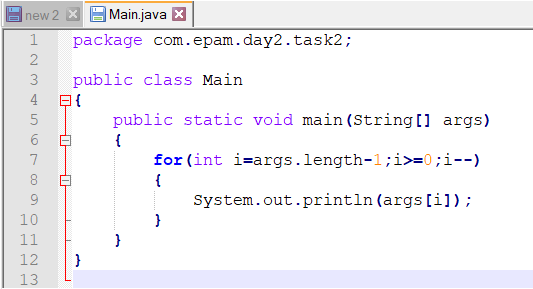 new 2 Main.java
1 package com.epam.day2.task2;
2
3 public class Main
4 {
5 public static void main(String[] args)
6 {
7 for(int i=args.length-1;i>=0;i--)
8 {
9 System.out.println(args[i]);
10 }
11 }
12 }
13